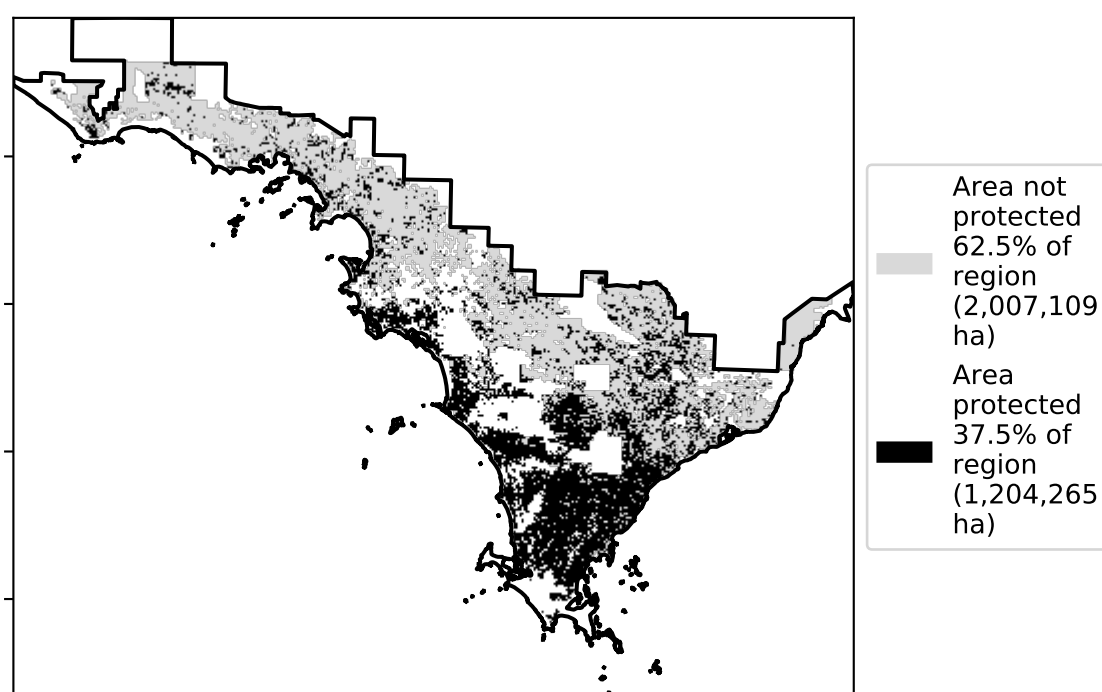 Area not
protected
62.5% of
region
(2,007,109
ha)
Area
protected
37.5% of
region
(1,204,265
ha)